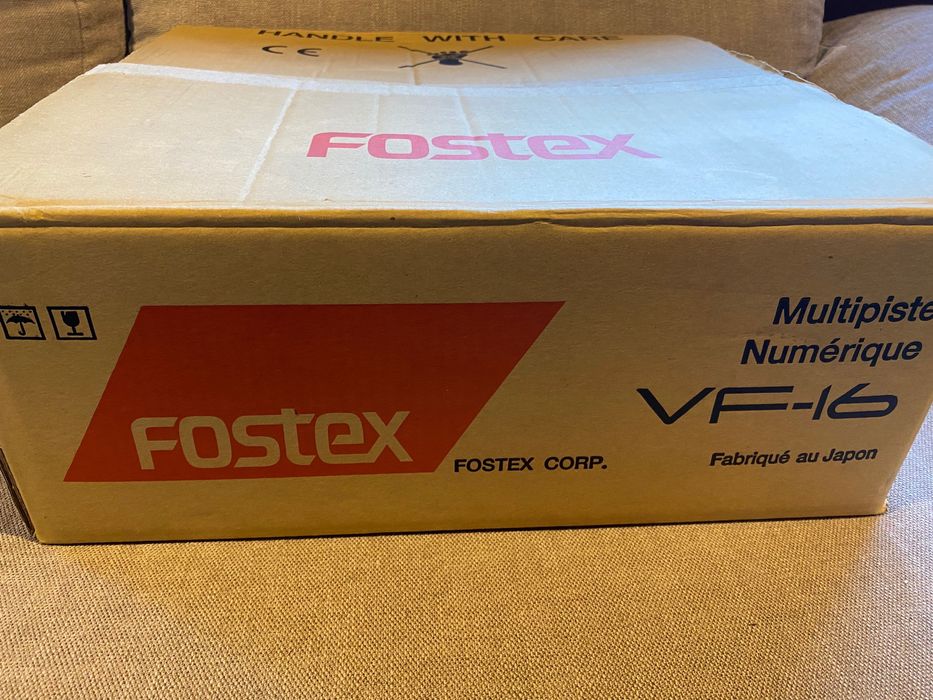 HANDLE WITH CARE
CE
FOSTEX
Multipiste
Numérique
VF-16
FOSTEX
FOSTEX CORP.
Fabriqué au Japon